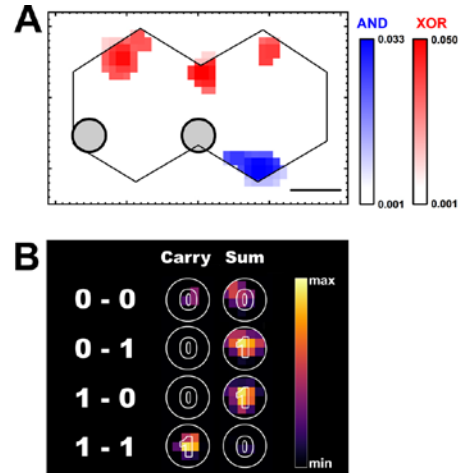 A
AND XOR
0.033 0.050
0.001 0.001
B
Carry Sum
0 - 0 0 0
0 - 1 0 1
1 - 0 0 1
1 - 1 1 0
max
min